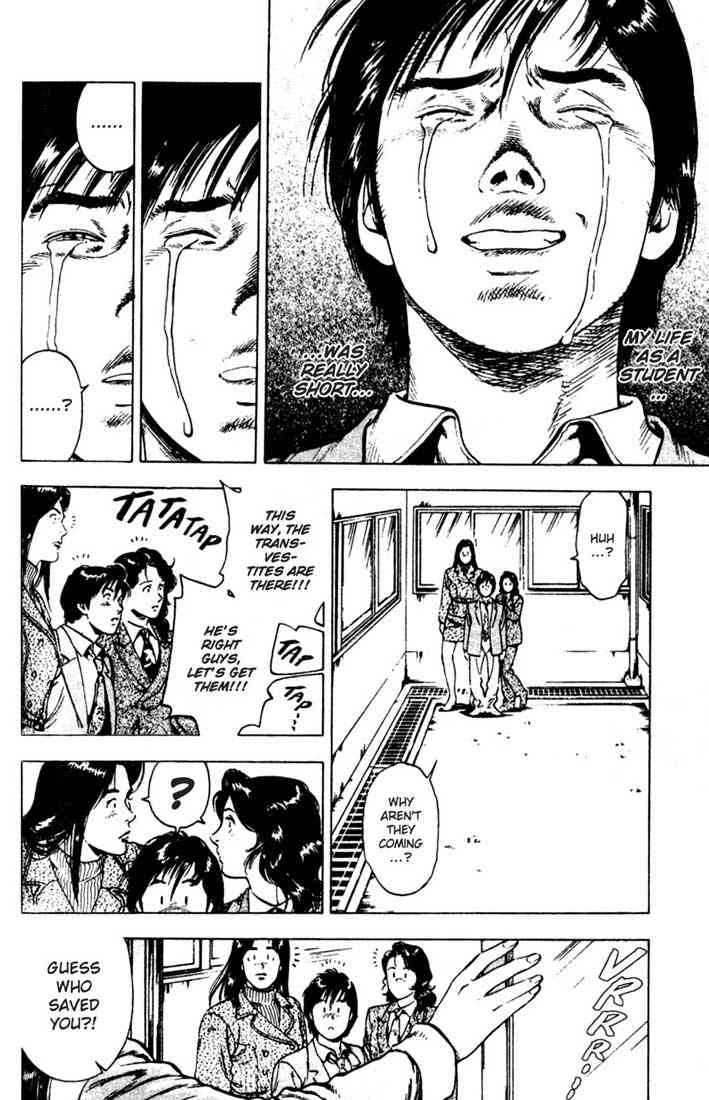 MY LIFE
AS A
STUDENT
...
...WAS
REALLY
SHORT...
......
......?
HUH
...?
WHY
AREN'T
THEY
COMING
...?
THIS
WAY, THE
TRANS-
VES-
TITES ARE
THERE!!!
HE'S
RIGHT
GUYS,
LET'S GET
THEM!!!
TAP
TAP
...
TATATAP
?
VRRR...
GUESS
WHO
SAVED
YOU?!